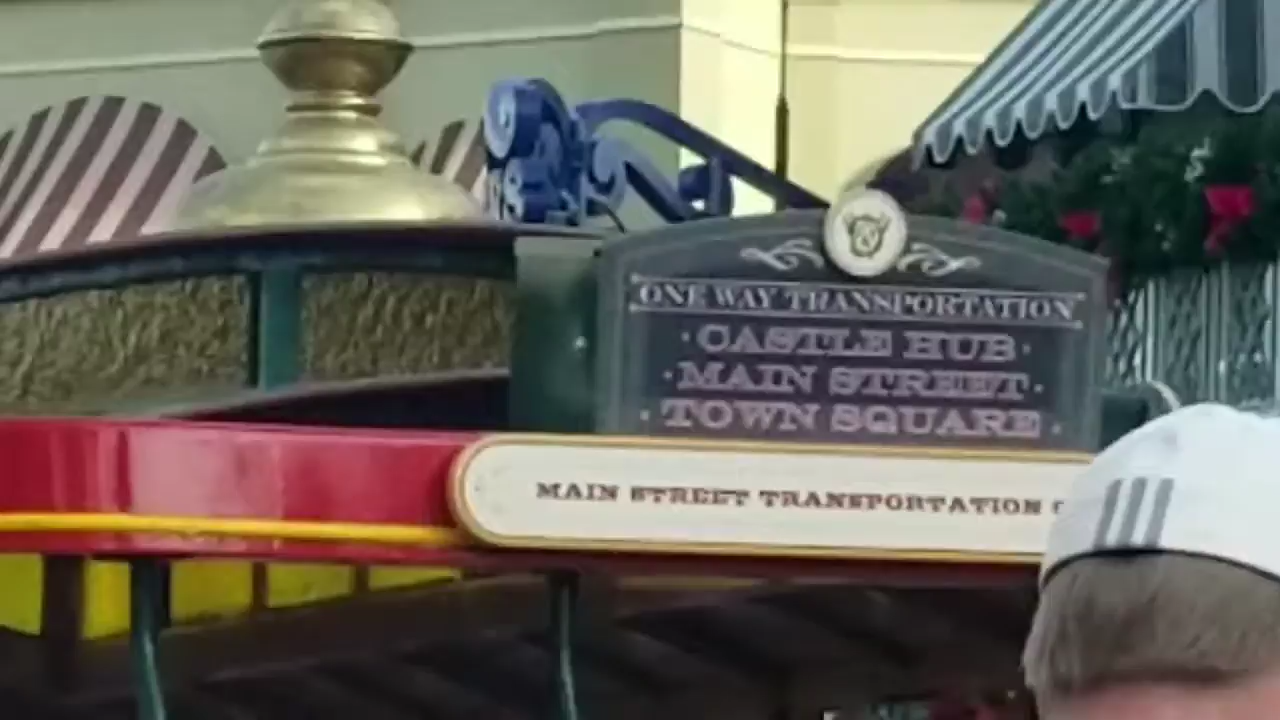 ONE WAY TRANSPORTATION
· CASTLE HUB ·
· MAIN STREET ·
· TOWN SQUARE ·
MAIN STREET TRANSPORTATION